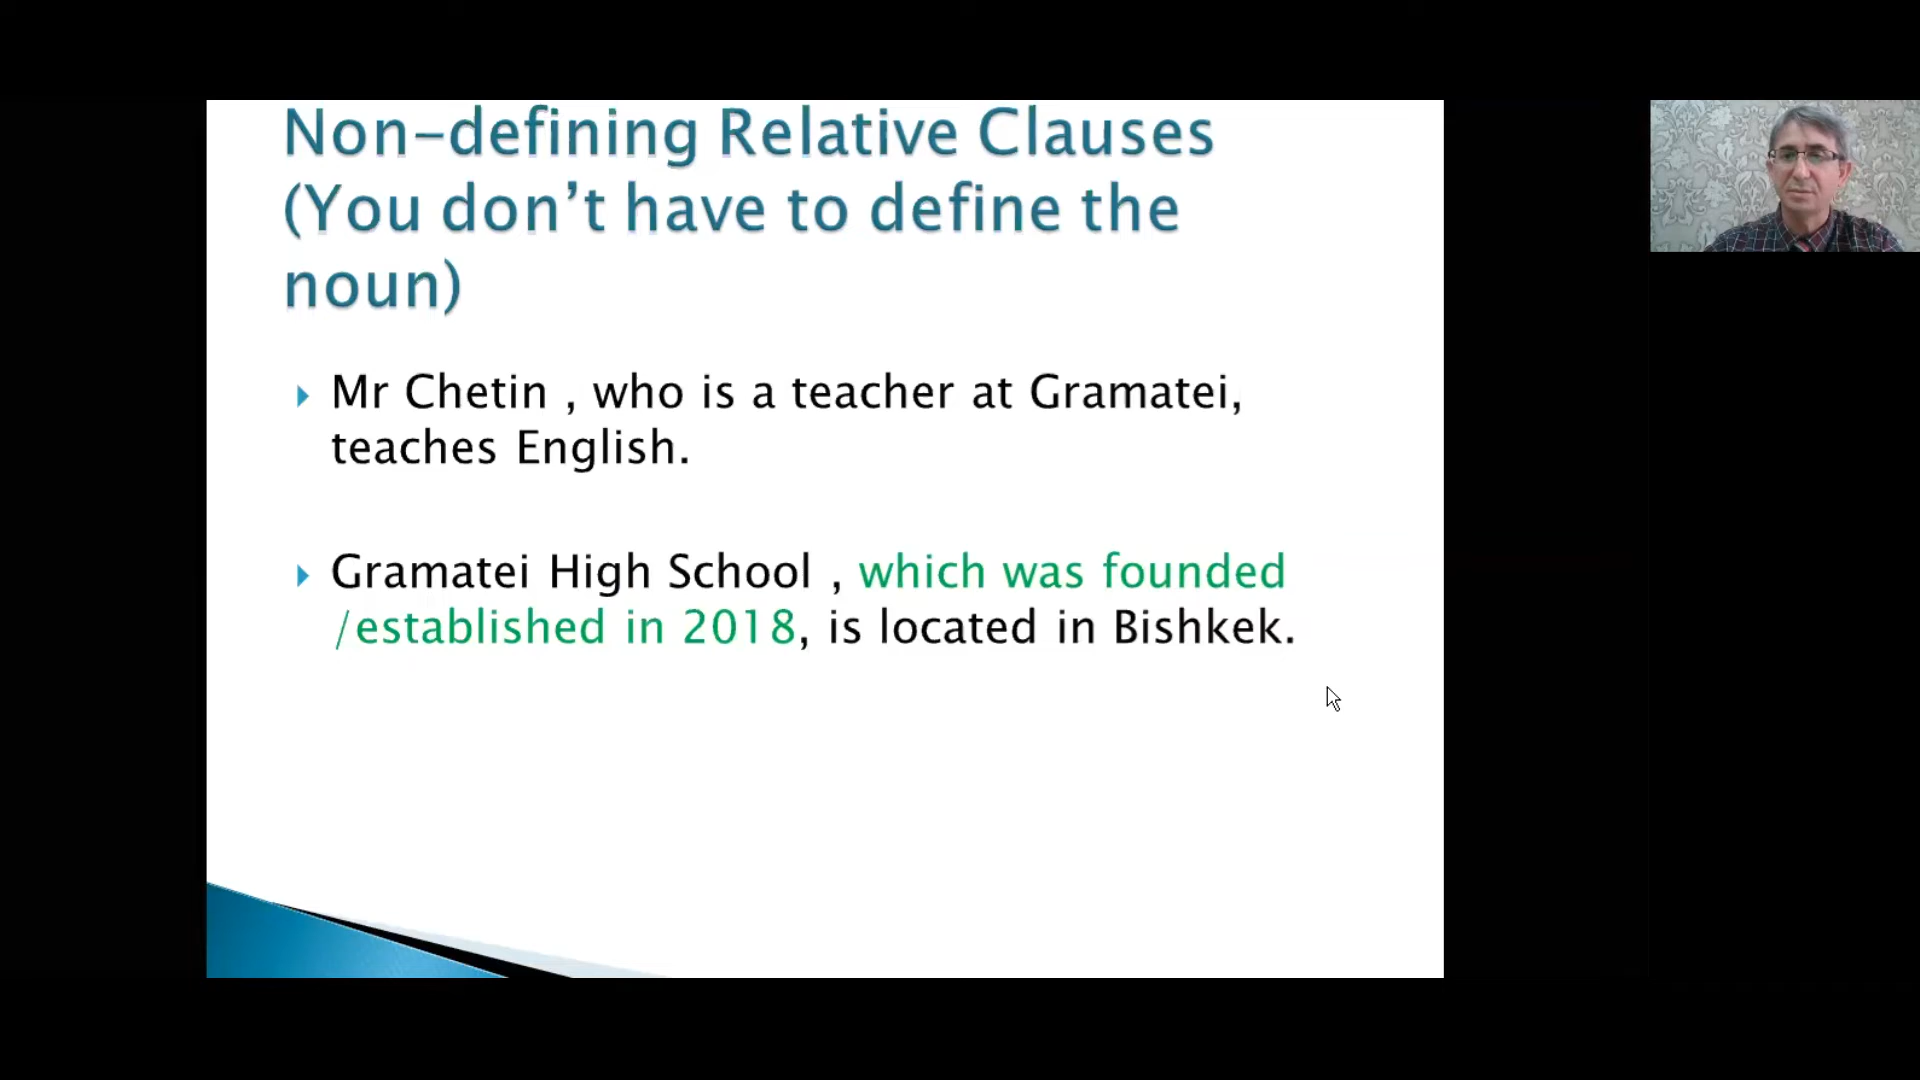 Non-defining Relative Clauses
(You don't have to define the
noun)
Mr Chetin , who is a teacher at Gramatei,
teaches English.
Gramatei High School , which was founded
/established in 2018, is located in Bishkek.